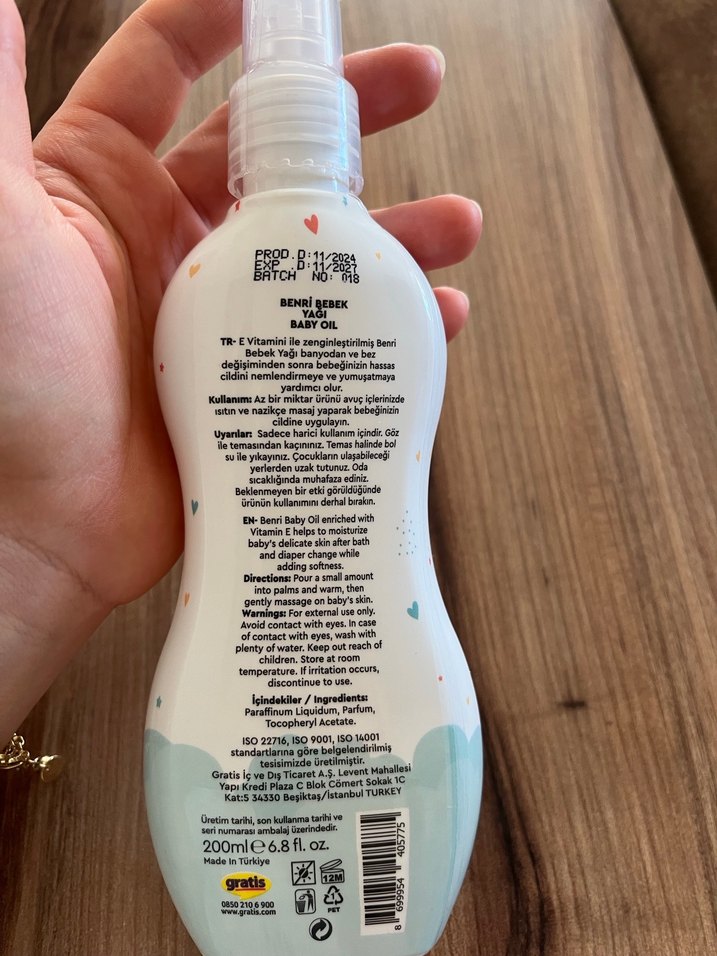 PROD.D:11/2024
EXP .D:11/2027
BATCH NO: 018
BENRİ BEBEK
YAĞI
BABY OIL
TR- E Vitamini ile zenginleştirilmiş Benri
Bebek Yağı banyodan ve bez
değişiminden sonra bebeğinizin hassas
cildini nemlendirmeye ve yumuşatmaya
yardımcı olur.
Kullanım: Az bir miktar ürünü avuç içlerinizde
ısıtın ve nazikçe masaj yaparak bebeğinizin
cildine uygulayın.
Uyarılar: Sadece harici kullanım içindir. Göz
ile temasından kaçınınız. Temas halinde bol
su ile yıkayınız. Çocukların ulaşabileceği
yerlerden uzak tutunuz. Oda
sıcaklığında muhafaza ediniz.
Beklenmeyen bir etki görüldüğünde
ürünün kullanımını derhal bırakın.
EN- Benri Baby Oil enriched with
Vitamin E helps to moisturize
baby's delicate skin after bath
and diaper change while
adding softness.
Directions: Pour a small amount
into palms and warm, then
gently massage on baby's skin.
Warnings: For external use only.
Avoid contact with eyes. In case
of contact with eyes, wash with
plenty of water. Keep out reach of
children. Store at room
temperature. If irritation occurs,
discontinue to use.
İçindekiler / Ingredients:
Paraffinum Liquidum, Parfum,
Tocopheryl Acetate.
ISO 22716, ISO 9001, ISO 14001
standartlarına göre belgelendirilmiş
tesisimizde üretilmiştir.
Gratis İç ve Dış Ticaret A.Ş. Levent Mahallesi
Yapı Kredi Plaza C Blok Cömert Sokak 1C
Kat:5 34330 Beşiktaş/İstanbul TURKEY
Üretim tarihi, son kullanma tarihi ve
seri numarası ambalaj üzerindedir.
200ml e 6.8 fl. oz.
Made In Türkiye
gratis
0850 210 6 900
www.gratis.com
12M
1
PET
8 699954 405775